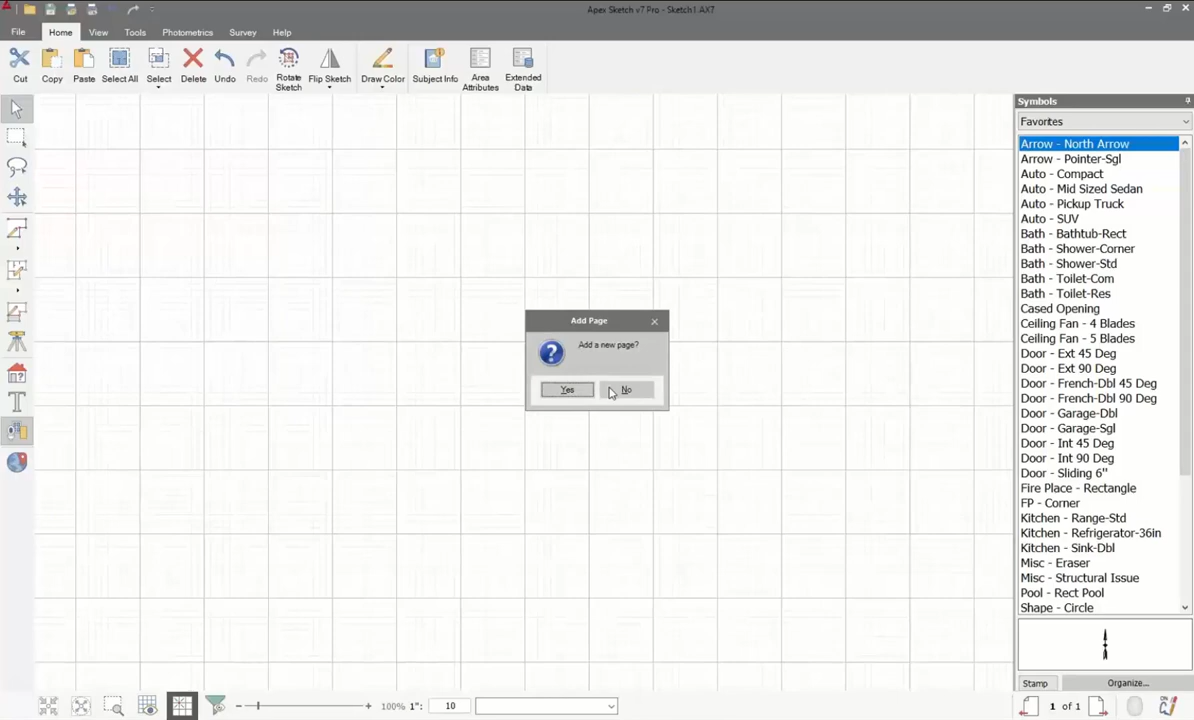 Apex Sketch v7 Pro - Sketch1.AX7
File Home View Tools Photometrics Survey Help
Cut Copy Paste Select All Select Delete Undo Redo Rotate Sketch Flip Sketch Draw Color Subject Info Area Attributes Extended Data
Symbols
Favorites
Arrow - North Arrow
Arrow - Pointer-Sgl
Auto - Compact
Auto - Mid Sized Sedan
Auto - Pickup Truck
Auto - SUV
Bath - Bathtub-Rect
Bath - Shower-Corner
Bath - Shower-Std
Bath - Toilet-Com
Bath - Toilet-Res
Cased Opening
Ceiling Fan - 4 Blades
Ceiling Fan - 5 Blades
Door - Ext 45 Deg
Door - Ext 90 Deg
Door - French-Dbl 45 Deg
Door - French-Dbl 90 Deg
Door - Garage-Dbl
Door - Garage-Sgl
Door - Int 45 Deg
Door - Int 90 Deg
Door - Sliding 6"
Fire Place - Rectangle
FP - Corner
Kitchen - Range-Std
Kitchen - Refrigerator-36in
Kitchen - Sink-Dbl
Misc - Eraser
Misc - Structural Issue
Pool - Rect Pool
Shape - Circle
Add Page
Add a new page?
Yes No
Stamp Organize...
100% 1": 10
1 of 1